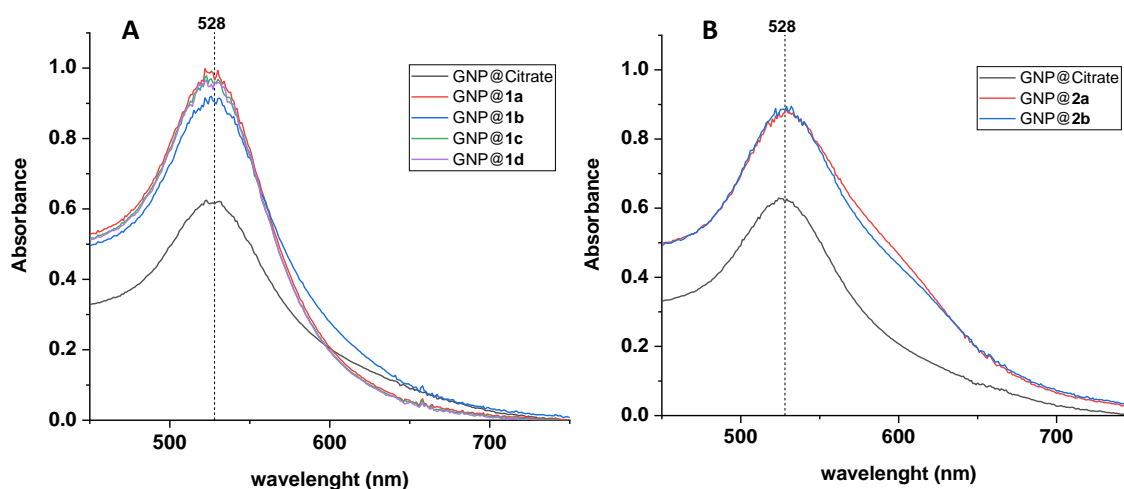 A
528
GNP@Citrate
GNP@1a
GNP@1b
GNP@1c
GNP@1d
1.0
0.8
0.6
0.4
0.2
0.0
Absorbance
500
600
700
wavelenght (nm)
B
528
GNP@Citrate
GNP@2a
GNP@2b
1.0
0.8
0.6
0.4
0.2
0.0
Absorbance
500
600
700
wavelenght (nm)